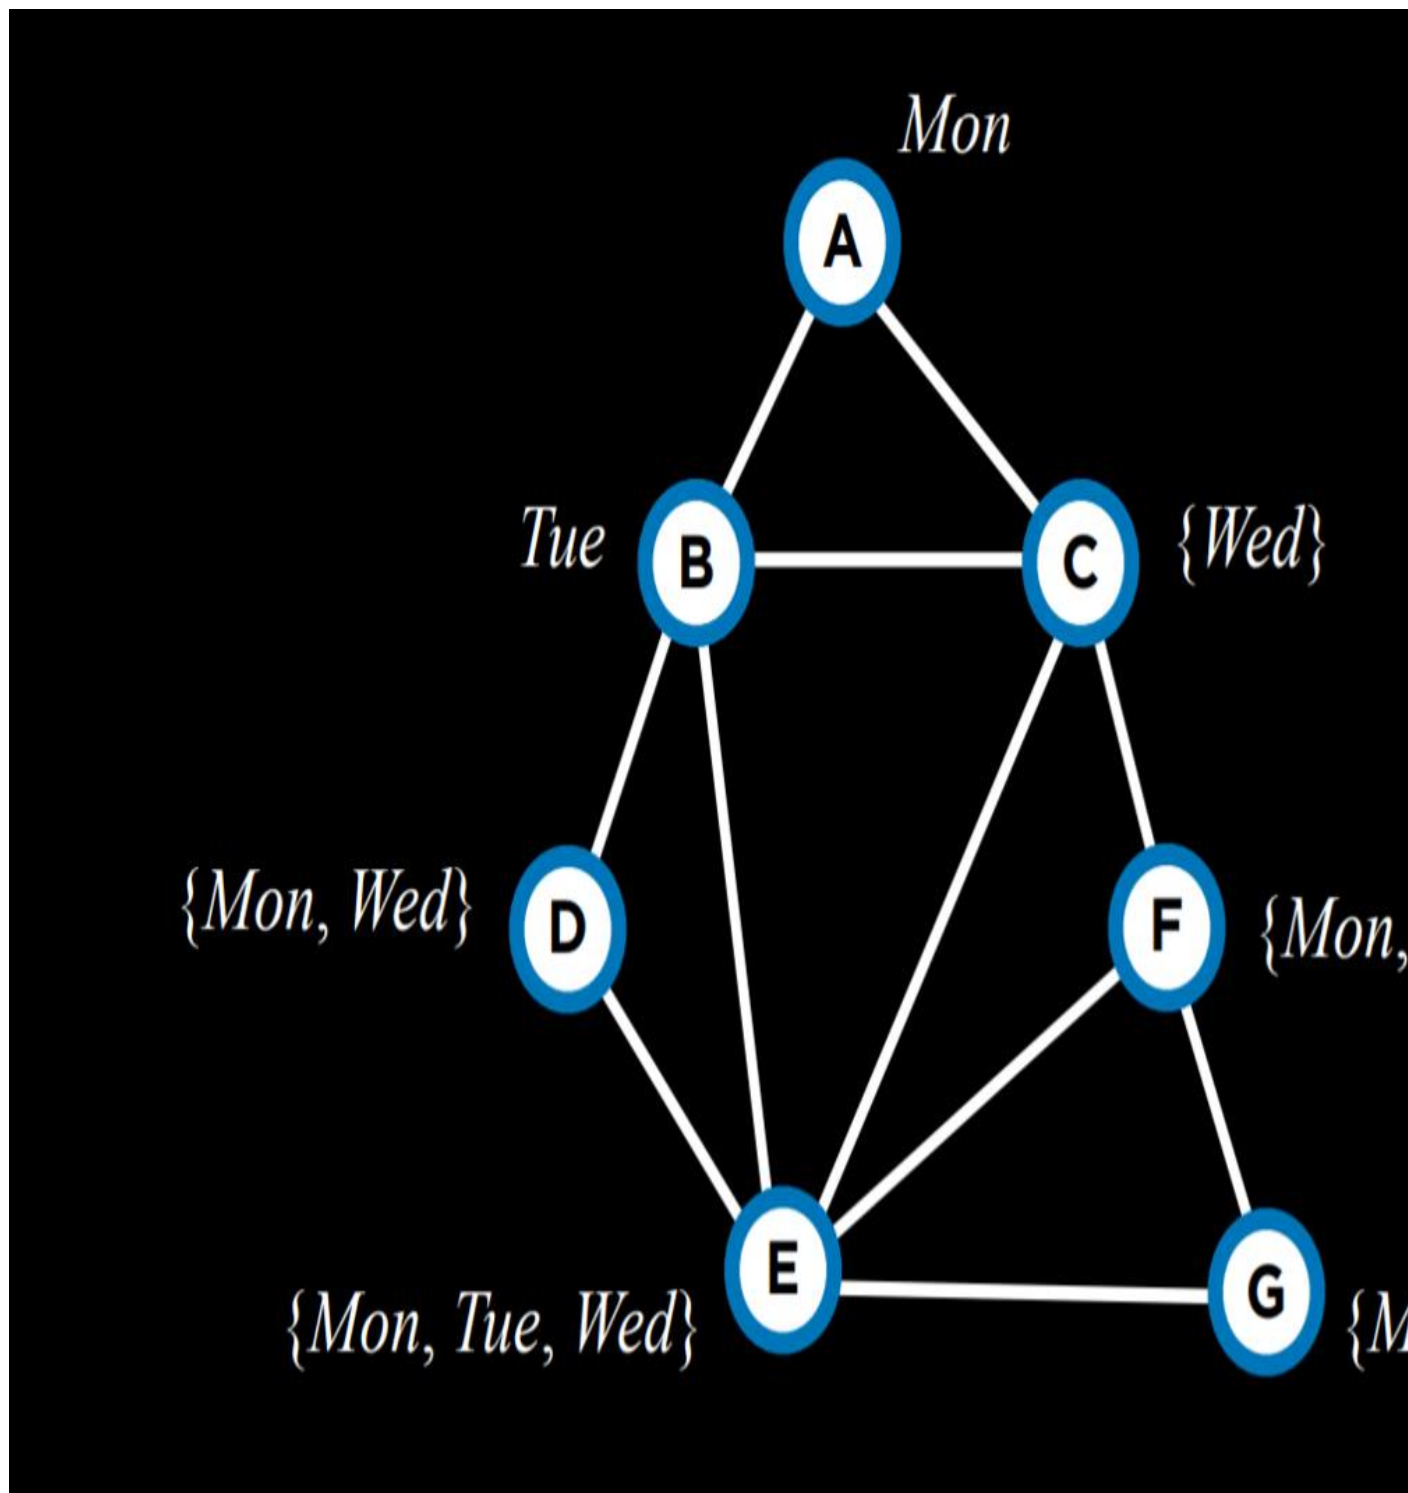 Mon
A
Tue
B
C
{Wed}
{Mon, Wed}
D
F
{Mon,
{Mon, Tue, Wed}
E
G
{M